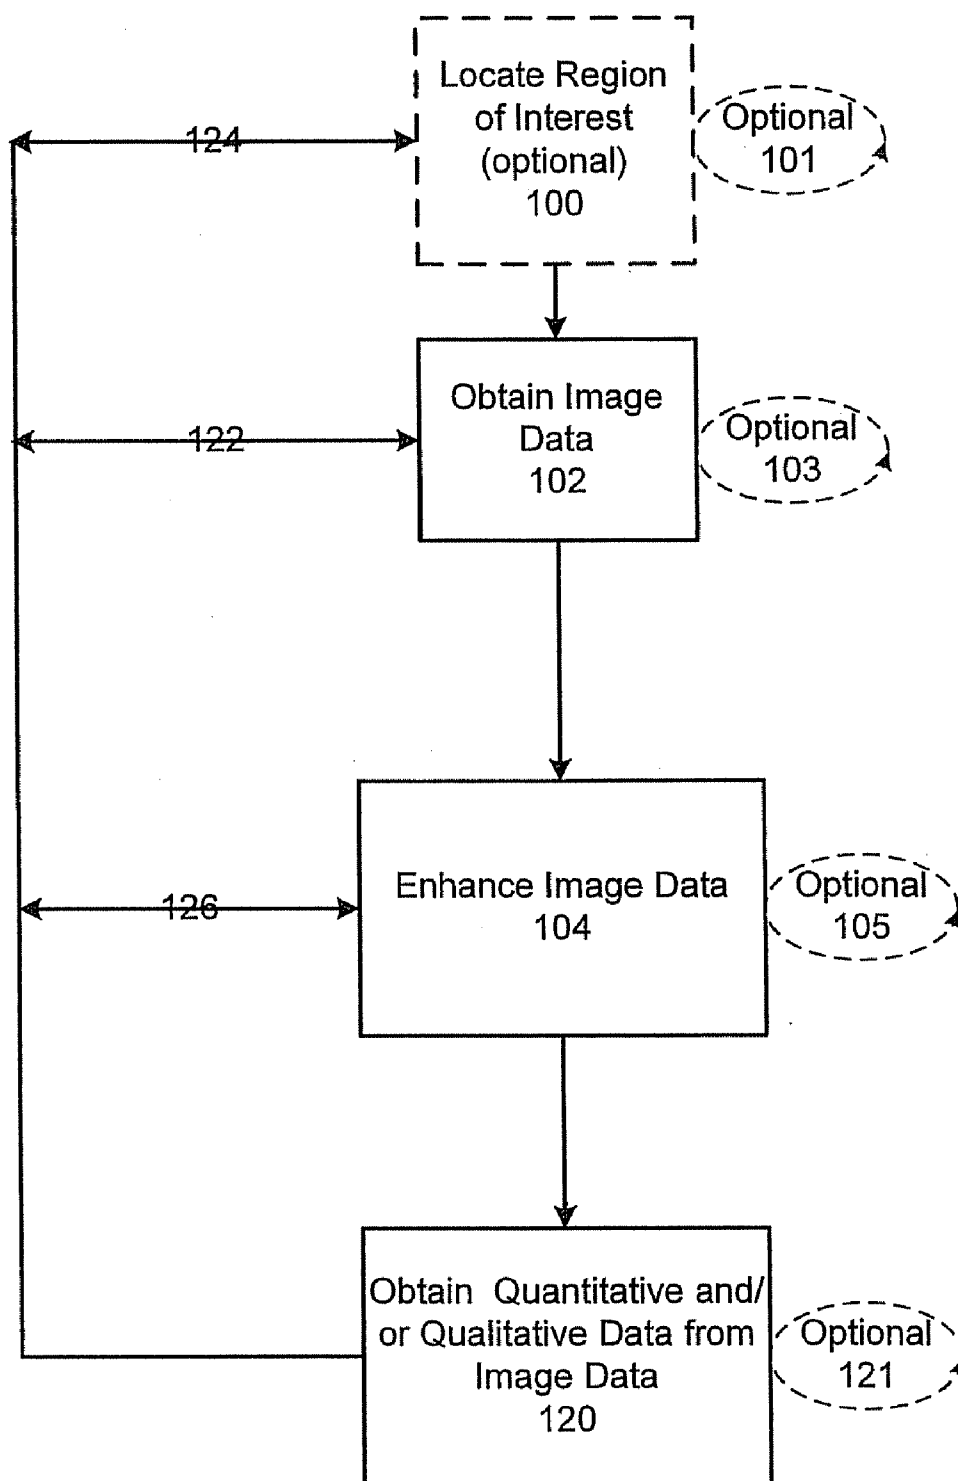 Locate Region
of Interest
(optional)
100
Optional
101
124
Obtain Image
Data
102
Optional
103
122
Enhance Image Data
104
Optional
105
126
Obtain Quantitative and/
or Qualitative Data from
Image Data
120
Optional
121